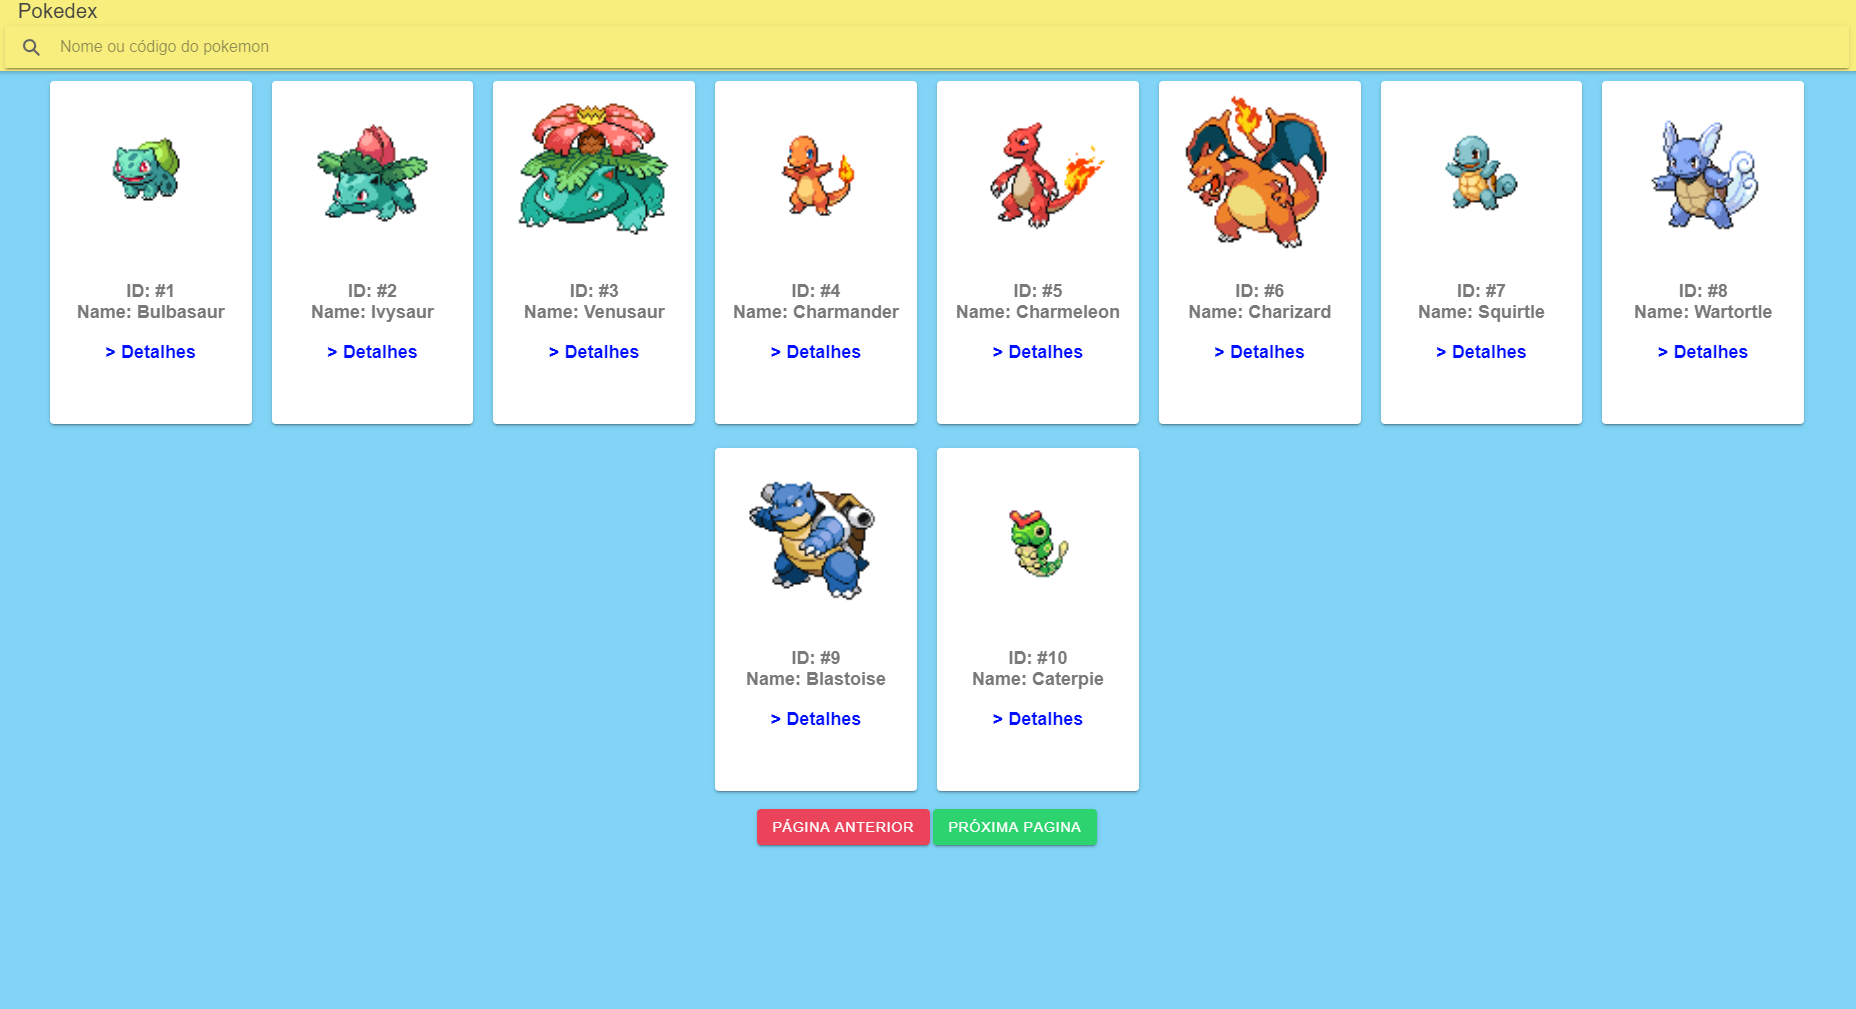 Pokedex
Nome ou código do pokemon
ID: #1
Name: Bulbasaur
> Detalhes
ID: #2
Name: Ivysaur
> Detalhes
ID: #3
Name: Venusaur
> Detalhes
ID: #4
Name: Charmander
> Detalhes
ID: #5
Name: Charmeleon
> Detalhes
ID: #6
Name: Charizard
> Detalhes
ID: #7
Name: Squirtle
> Detalhes
ID: #8
Name: Wartortle
> Detalhes
ID: #9
Name: Blastoise
> Detalhes
ID: #10
Name: Caterpie
> Detalhes
PÁGINA ANTERIOR
PRÓXIMA PAGINA